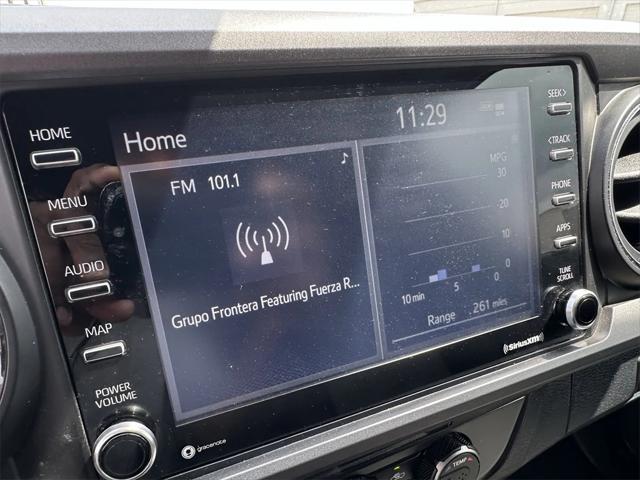 HOME
MENU
AUDIO
MAP
POWER
VOLUME
Home
11:29
FM 101.1
Grupo Frontera Featuring Fuerza R...
MPG
30
20
10
0
0
10 min
5
Range 261 miles
SEEK>
<TRACK
PHONE
APPS
TUNE
SCROLL
((SiriusXM))
gracenote
TEMP